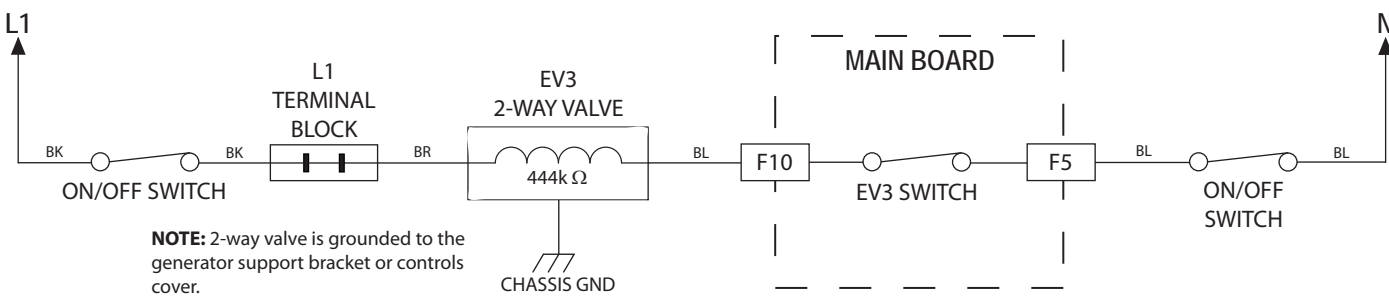 L1
N
MAIN BOARD
L1
TERMINAL
BLOCK
EV3
2-WAY VALVE
BK
BK
BR
444k Ω
BL
F10
F5
BL
BL
ON/OFF SWITCH
EV3 SWITCH
ON/OFF
SWITCH
NOTE: 2-way valve is grounded to the
generator support bracket or controls
cover.
CHASSIS GND